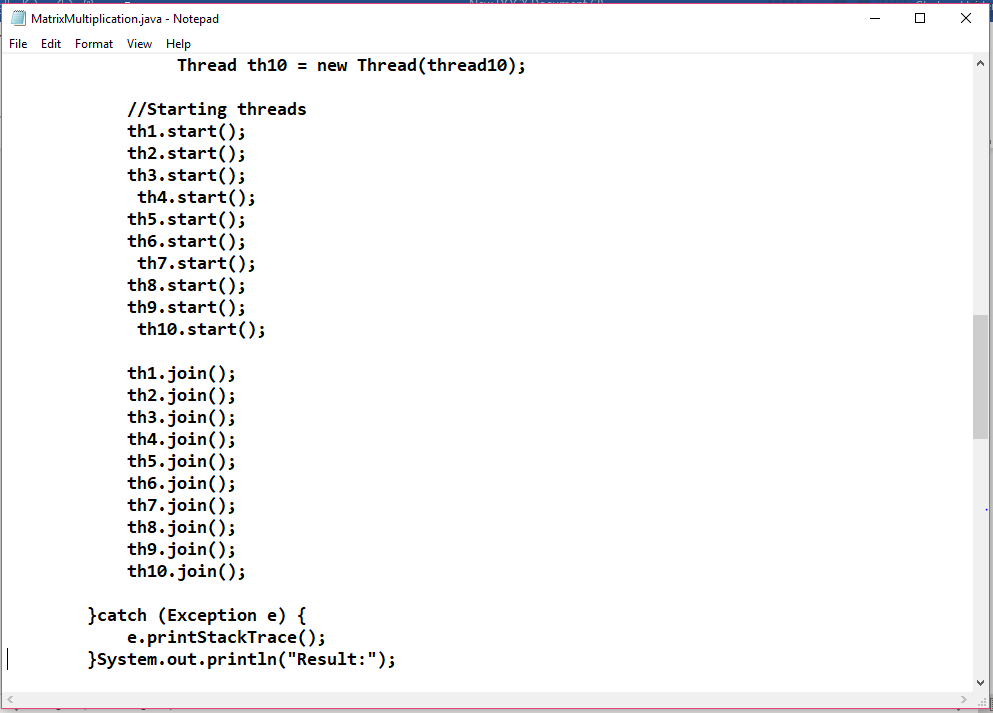 MatrixMultiplication.java - Notepad
File Edit Format View Help
Thread th10 = new Thread(thread10);
//Starting threads
th1.start();
th2.start();
th3.start();
th4.start();
th5.start();
th6.start();
th7.start();
th8.start();
th9.start();
th10.start();
th1.join();
th2.join();
th3.join();
th4.join();
th5.join();
th6.join();
th7.join();
th8.join();
th9.join();
th10.join();
}catch (Exception e) {
e.printStackTrace();
}System.out.println("Result:");